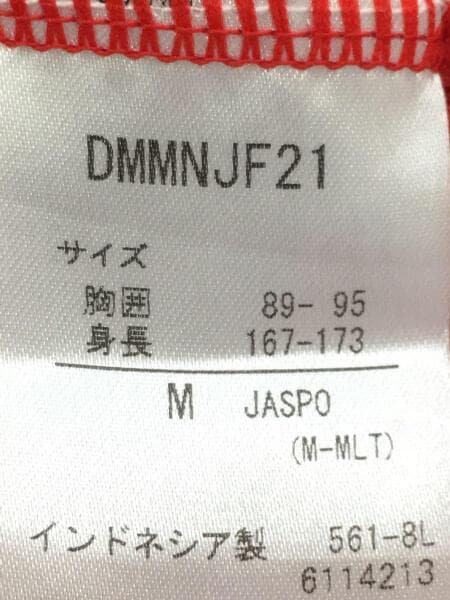 DMMNJF21
サイズ
胸囲 89- 95
身長 167-173
M JASPO
(M-MLT)
インドネシア製 561-8L
6114213